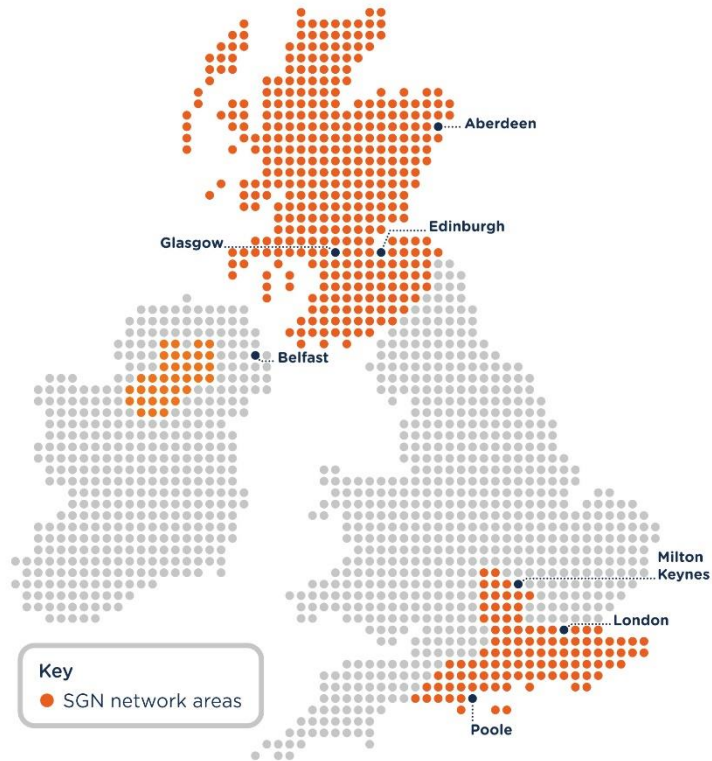 Aberdeen
Edinburgh
Glasgow
Belfast
Milton
Keynes
London
Poole
Key
SGN network areas